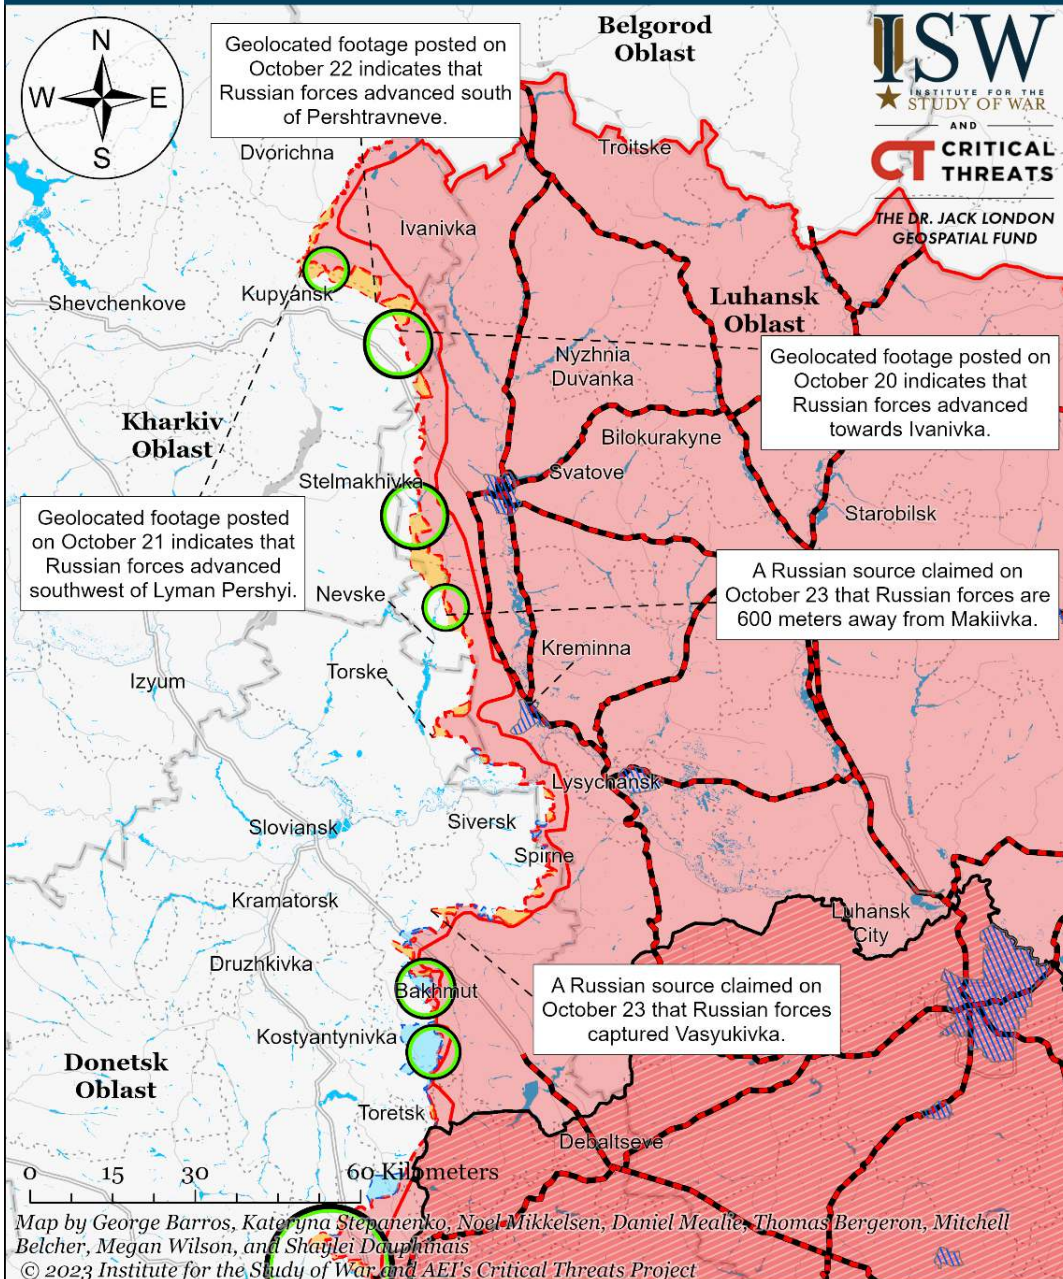 N
W
E
S
Geolocated footage posted on
October 22 indicates that
Russian forces advanced south
of Pershtravneve.
Belgorod
Oblast
ISW
INSTITUTE FOR THE
STUDY OF WAR
AND
CT CRITICAL
THREATS
THE DR. JACK LONDON
GEOSPATIAL FUND
Dvorichna
Troitske
Ivanivka
Shevchenkove
Kupyansk
Luhansk
Oblast
Nyzhnia
Duvanka
Geolocated footage posted on
October 20 indicates that
Russian forces advanced
towards Ivanivka.
Kharkiv
Oblast
Bilokurakyne
Stelmakhivka
Svatove
Starobilsk
Geolocated footage posted
on October 21 indicates that
Russian forces advanced
southwest of Lyman Pershyi.
Nevske
A Russian source claimed on
October 23 that Russian forces are
600 meters away from Makiivka.
Kreminna
Torske
Izyum
Lysychansk
Sloviansk
Siversk
Spirne
Kramatorsk
Luhansk
City
Druzhkivka
Bakhmut
A Russian source claimed on
October 23 that Russian forces
captured Vasyukivka.
Kostyantynivka
Donetsk
Oblast
Toretsk
Debaltseve
0 15 30 60 Kilometers
Map by George Barros, Kateryna Stepanenko, Noel Mikkelsen, Daniel Mealie, Thomas Bergeron, Mitchell
Belcher, Megan Wilson, and Shaylei Dauphinais
© 2023 Institute for the Study of War and AEI's Critical Threats Project